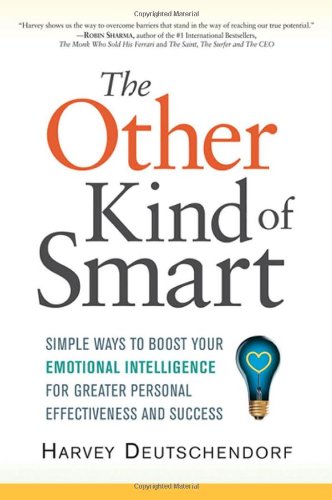 "Harvey shows us the way to overcome barriers that stand in the way of reaching our true potential."
—ROBIN SHARMA, author of the #1 International Bestsellers,
The Monk Who Sold His Ferrari and The Saint, The Surfer and The CEO
The
Other
Kind of
Smart
SIMPLE WAYS TO BOOST YOUR
EMOTIONAL INTELLIGENCE
FOR GREATER PERSONAL
EFFECTIVENESS AND SUCCESS
HARVEY DEUTSCHENDORF